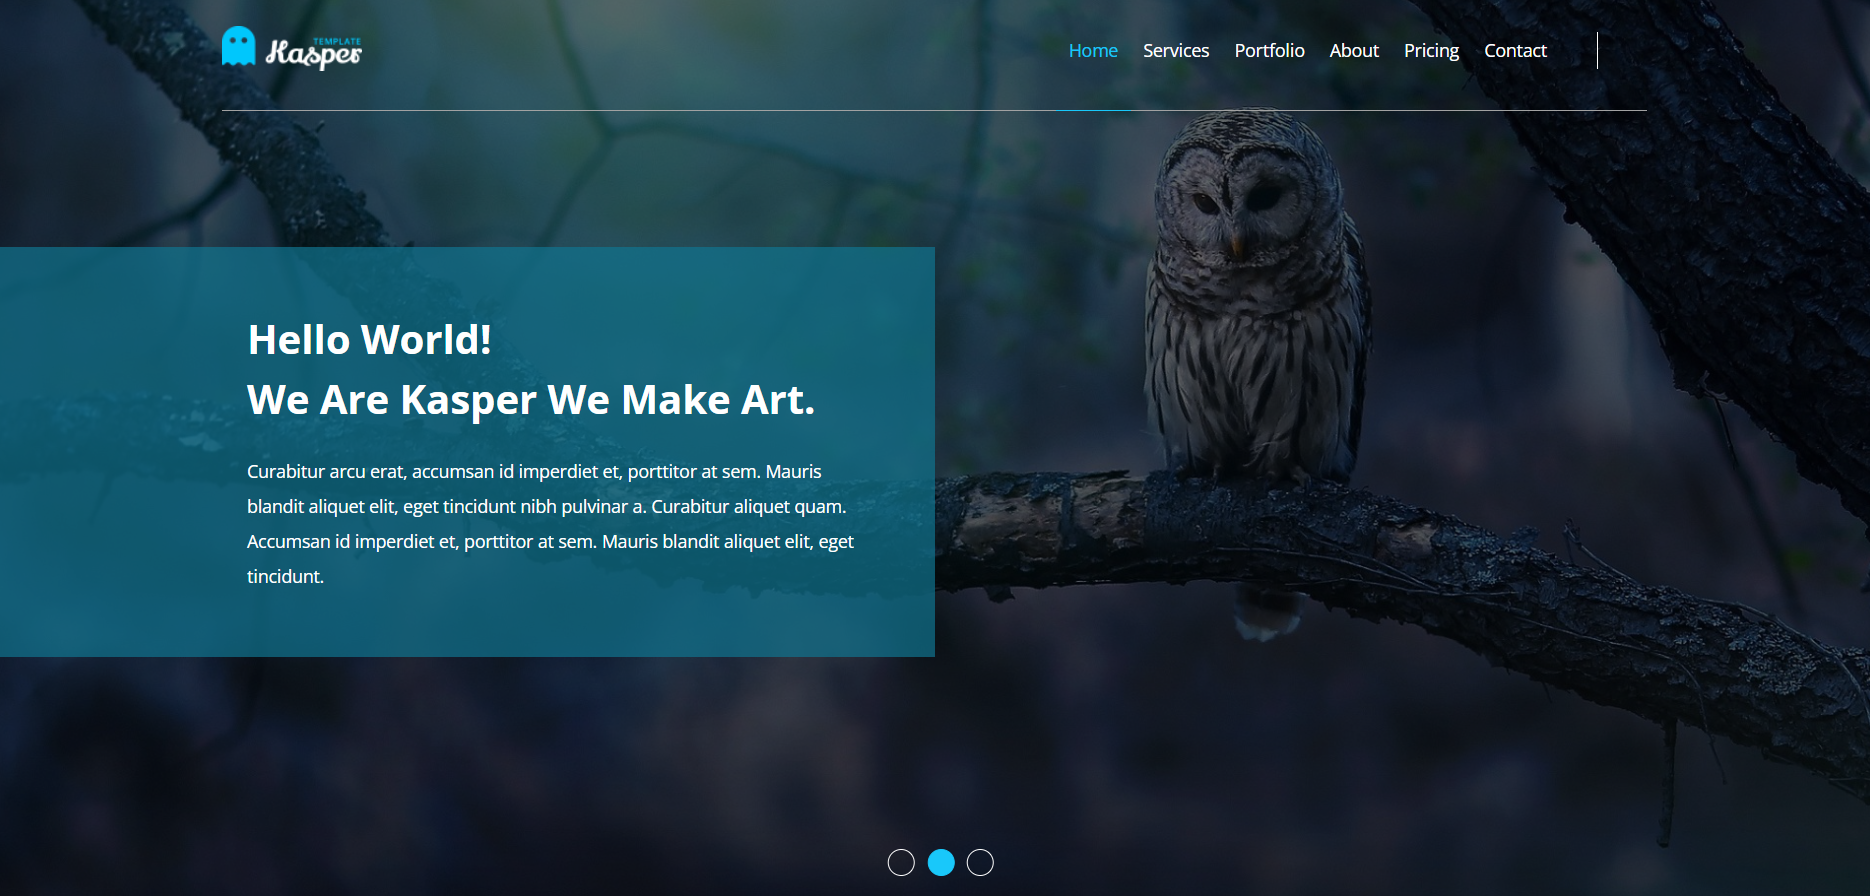 TEMPLATE
Kasper
Home Services Portfolio About Pricing Contact
Hello World!
We Are Kasper We Make Art.
Curabitur arcu erat, accumsan id imperdiet et, porttitor at sem. Mauris
blandit aliquet elit, eget tincidunt nibh pulvinar a. Curabitur aliquet quam.
Accumsan id imperdiet et, porttitor at sem. Mauris blandit aliquet elit, eget
tincidunt.